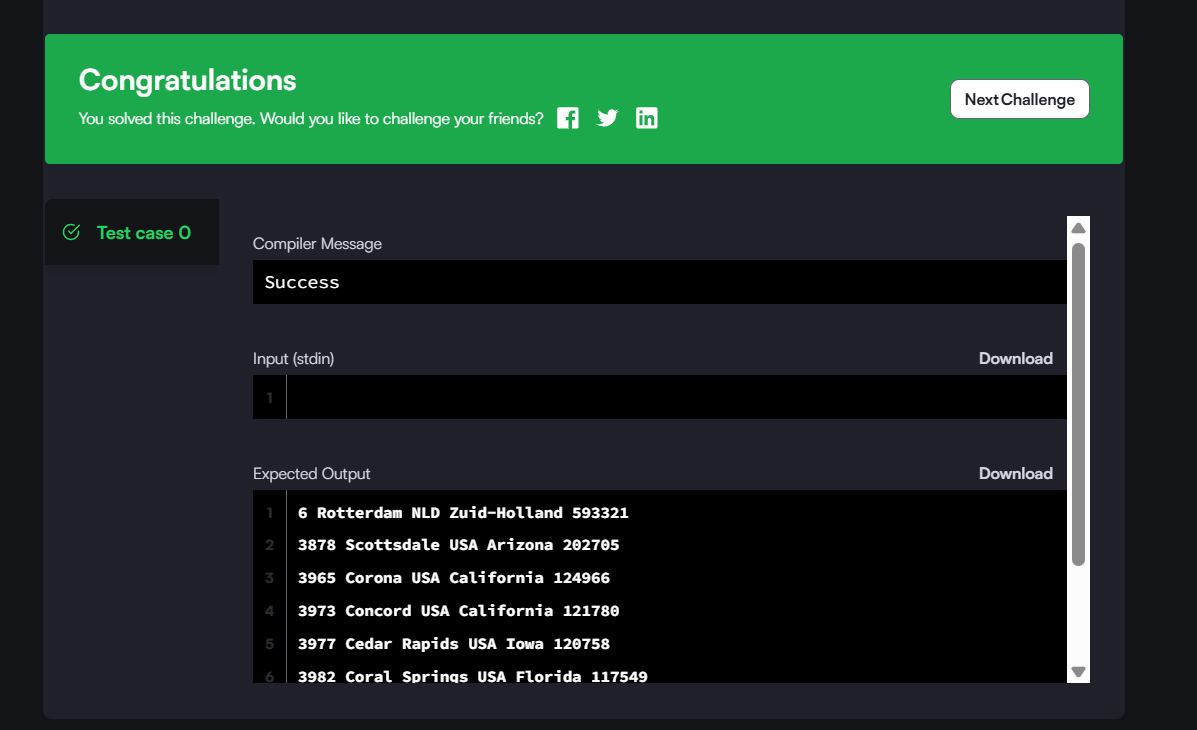 Congratulations
You solved this challenge. Would you like to challenge your friends?
Next Challenge
Test case 0
Compiler Message
Success
Input (stdin)
Download
1
Expected Output
Download
1 6 Rotterdam NLD Zuid-Holland 593321
2 3878 Scottsdale USA Arizona 202705
3 3965 Corona USA California 124966
4 3973 Concord USA California 121780
5 3977 Cedar Rapids USA Iowa 120758
6 3982 Coral Springs USA Florida 117549